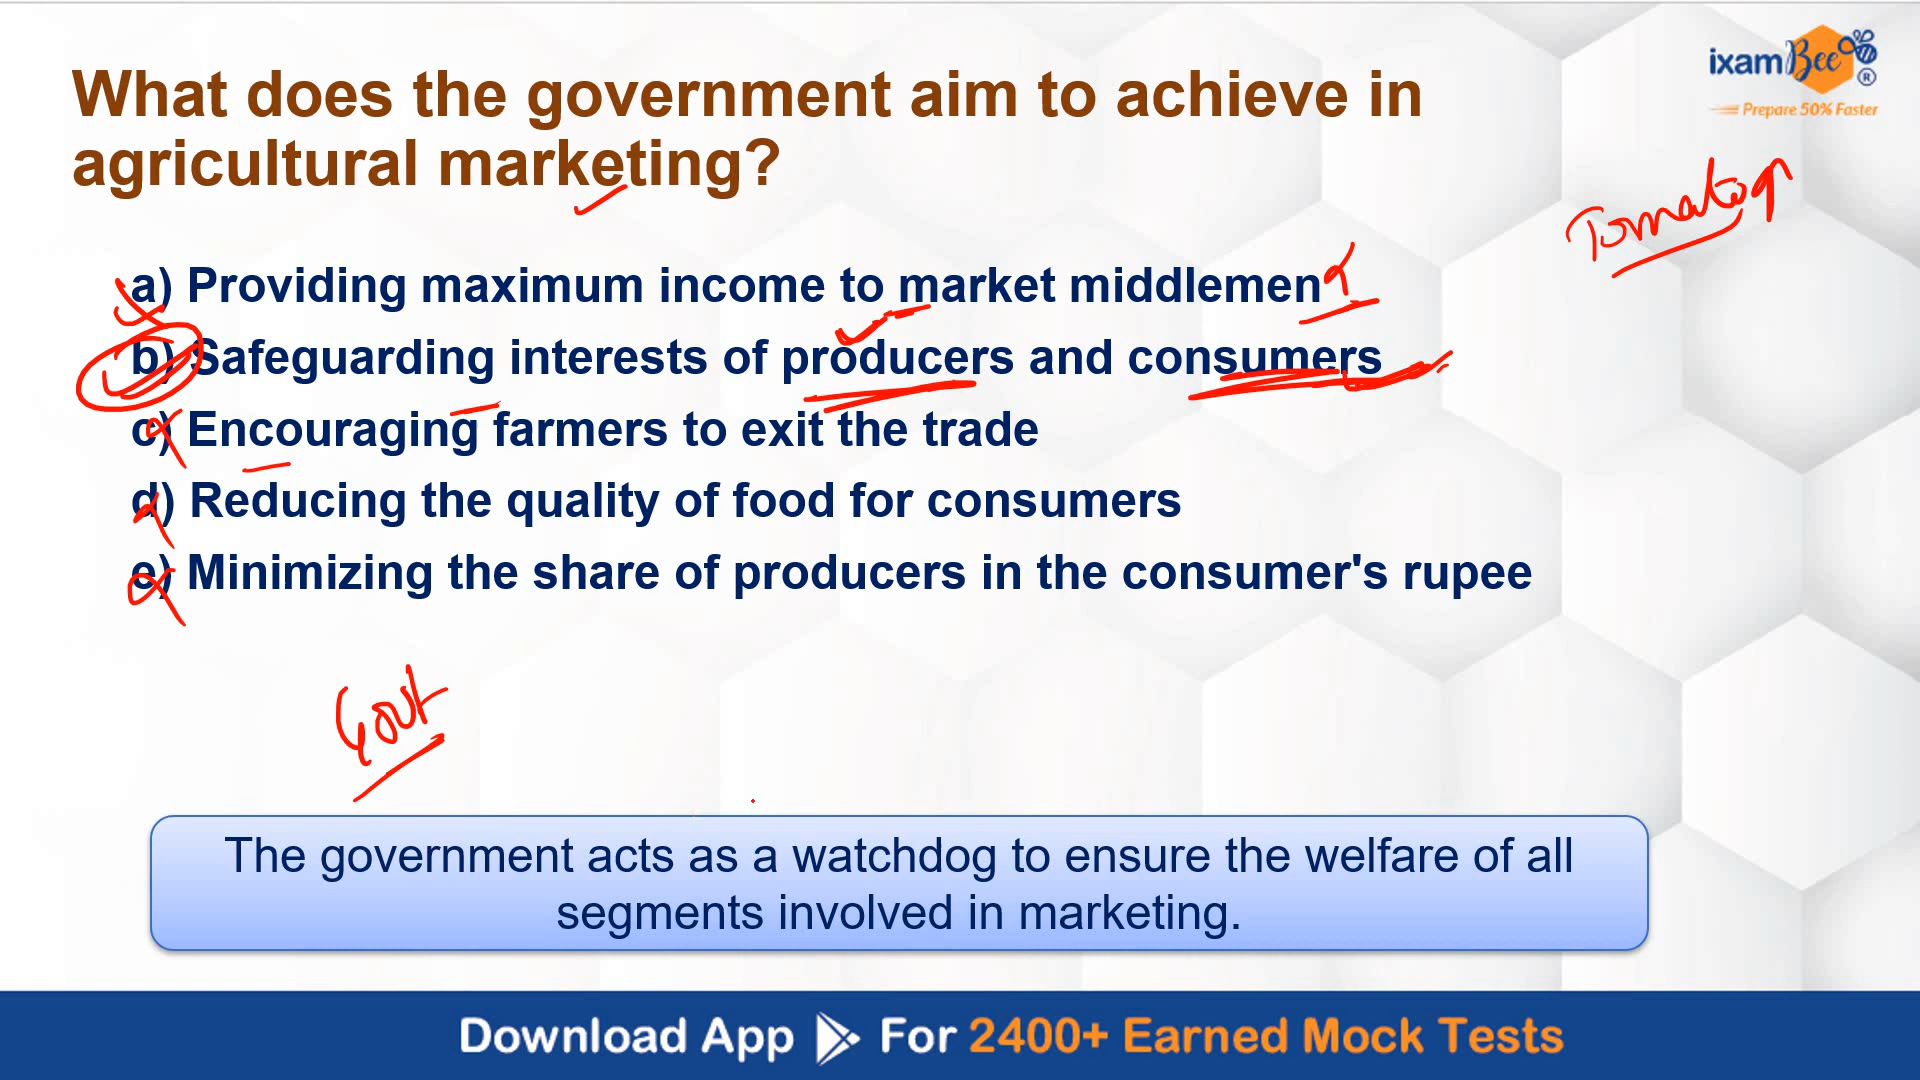 ixamBee®
Prepare 50% Faster
What does the government aim to achieve in
agricultural marketing?
Tomato
a) Providing maximum income to market middlemen
b) Safeguarding interests of producers and consumers
c) Encouraging farmers to exit the trade
d) Reducing the quality of food for consumers
e) Minimizing the share of producers in the consumer's rupee
Govt
The government acts as a watchdog to ensure the welfare of all
segments involved in marketing.
Download App For 2400+ Earned Mock Tests